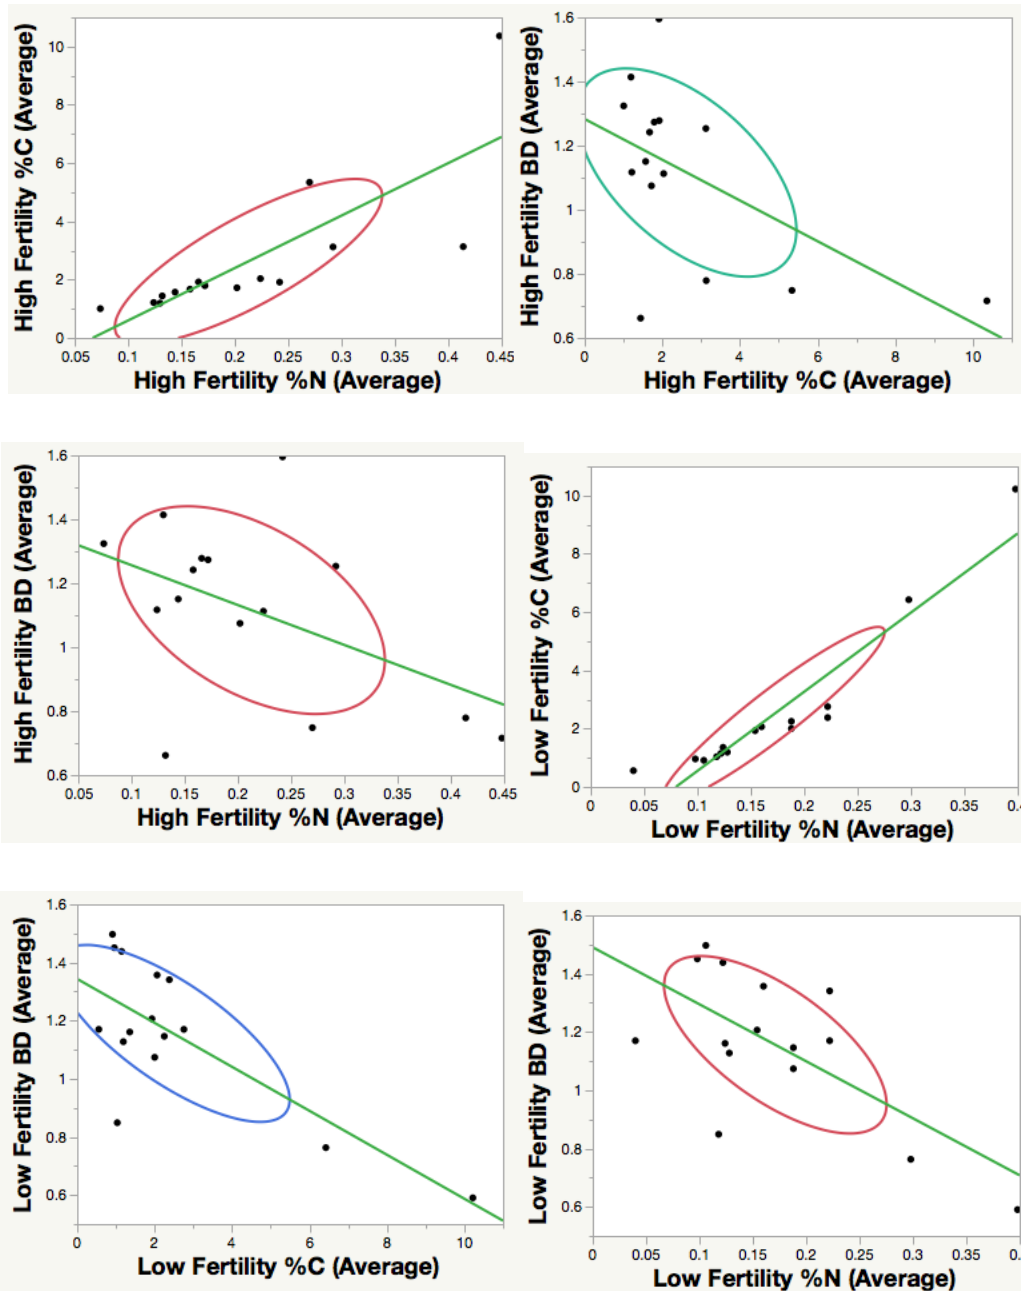 High Fertility %C (Average)
10
8
6
4
2
0
0.05 0.1 0.15 0.2 0.25 0.3 0.35 0.4 0.45
High Fertility %N (Average)
High Fertility BD (Average)
1.6
1.4
1.2
1
0.8
0.6
0 2 4 6 8 10
High Fertility %C (Average)
High Fertility BD (Average)
1.6
1.4
1.2
1
0.8
0.6
0.05 0.1 0.15 0.2 0.25 0.3 0.35 0.4 0.45
High Fertility %N (Average)
Low Fertility %C (Average)
10
8
6
4
2
0
0 0.05 0.1 0.15 0.2 0.25 0.3 0.35
Low Fertility %N (Average)
Low Fertility BD (Average)
1.6
1.4
1.2
1
0.8
0.6
0 2 4 6 8 10
Low Fertility %C (Average)
Low Fertility BD (Average)
1.6
1.4
1.2
1
0.8
0.6
0 0.05 0.1 0.15 0.2 0.25 0.3 0.35
Low Fertility %N (Average)